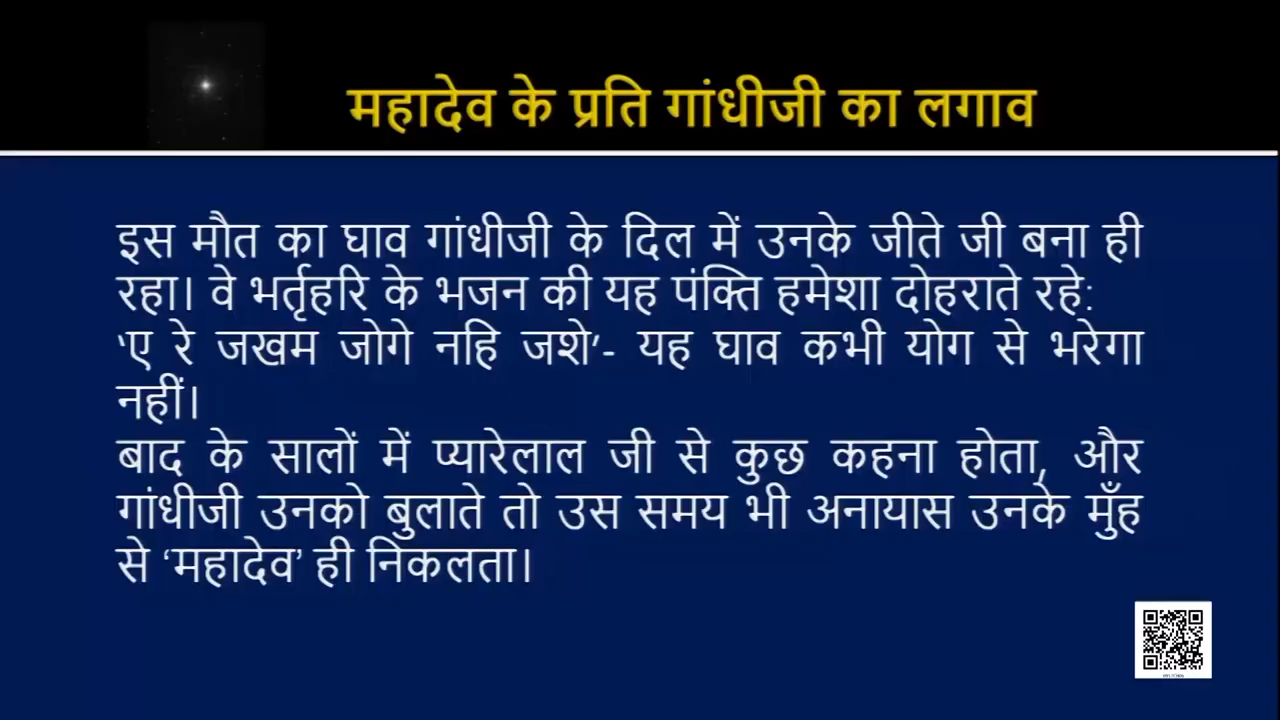 महादेव के प्रति गांधीजी का लगाव
इस मौत का घाव गांधीजी के दिल में उनके जीते जी बना ही
रहा। वे भर्तृहरि के भजन की यह पंक्ति हमेशा दोहराते रहे:
'ए रे जखम जोगे नहि जशे’- यह घाव कभी योग से भरेगा
नहीं।
बाद के सालों में प्यारेलाल जी से कुछ कहना होता, और
गांधीजी उनको बुलाते तो उस समय भी अनायास उनके मुँह
से ‘महादेव’ ही निकलता।